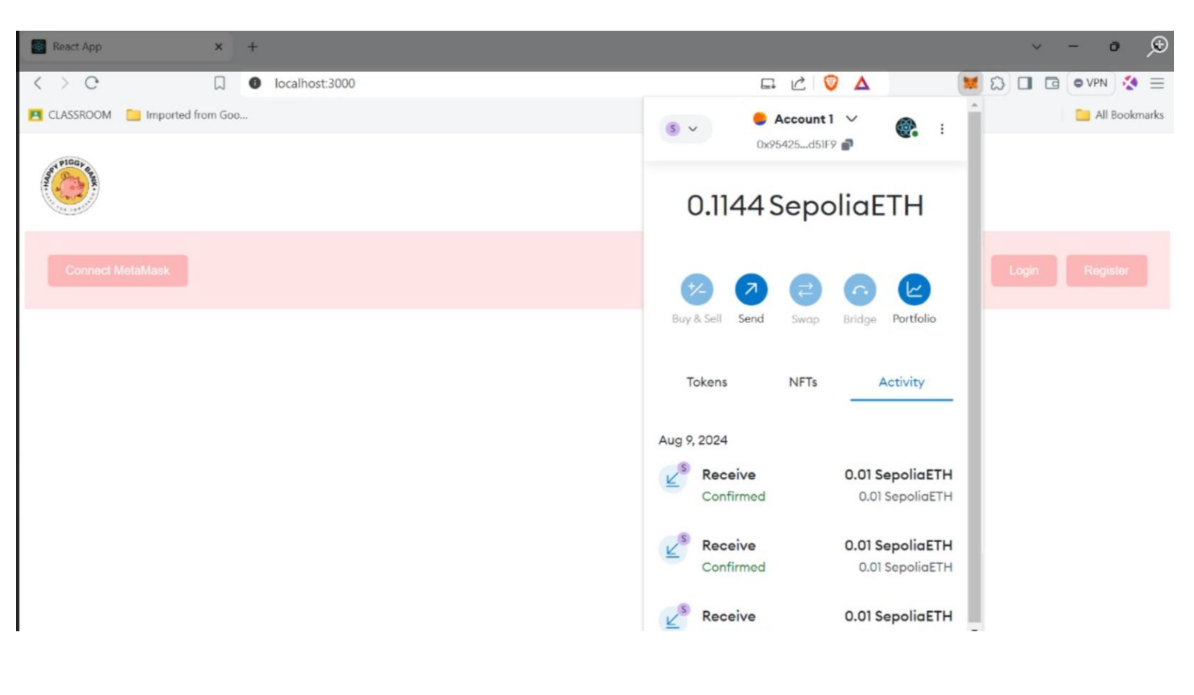 React App
localhost:3000
VPN
CLASSROOM
Imported from Goo...
All Bookmarks
S
Account 1
0x95425...d51F9
HAPPY PIGGY BANK
0.1144 SepoliaETH
Connect MetaMask
Login
Register
Buy & Sell
Send
Swap
Bridge
Portfolio
Tokens
NFTs
Activity
Aug 9, 2024
S
Receive
0.01 SepoliaETH
Confirmed
0.01 SepoliaETH
S
Receive
0.01 SepoliaETH
Confirmed
0.01 SepoliaETH
S
Receive
0.01 SepoliaETH